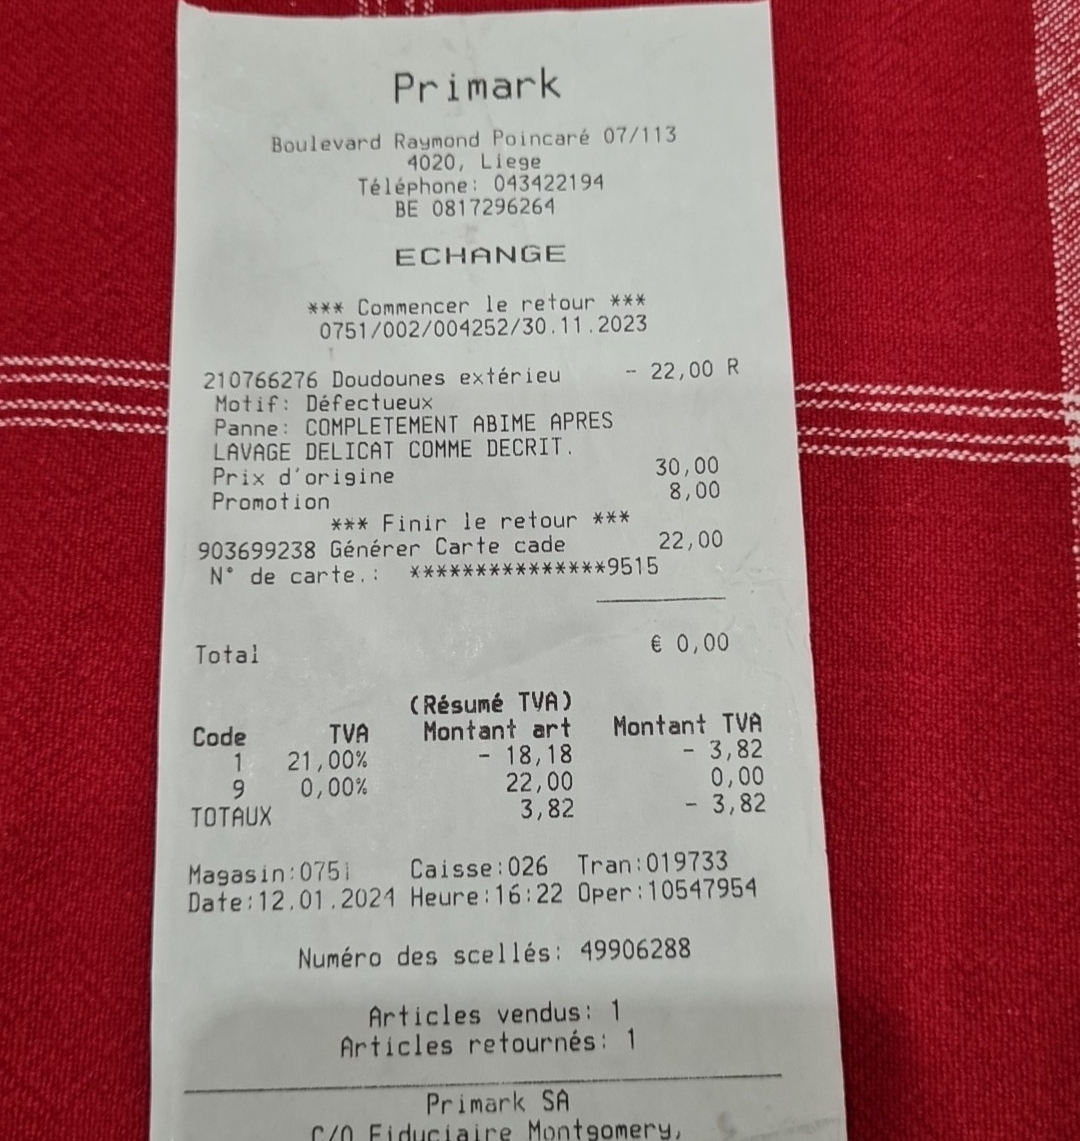 Primark
Boulevard Raymond Poincaré 07/113
4020, Liege
Téléphone: 043422194
BE 0817296264
ECHANGE
*** Commencer le retour ***
0751/002/004252/30.11.2023
210766276 Doudounes extérieu - 22,00 R
Motif: Défectueux
Panne: COMPLETEMENT ABIME APRES
LAVAGE DELICAT COMME DECRIT.
Prix d'origine 30,00
Promotion 8,00
*** Finir le retour ***
903699238 Générer Carte cade 22,00
N° de carte.: ***************9515
Total € 0,00
(Résumé TVA)
Code TVA Montant art Montant TVA
1 21,00% - 18,18 - 3,82
9 0,00% 22,00 0,00
TOTAUX 3,82 - 3,82
Magasin:0751 Caisse:026 Tran:019733
Date:12.01.2024 Heure:16:22 Oper:10547954
Numéro des scellés: 49906288
Articles vendus: 1
Articles retournés: 1
Primark SA
C/O Fiduciaire Montgomery,